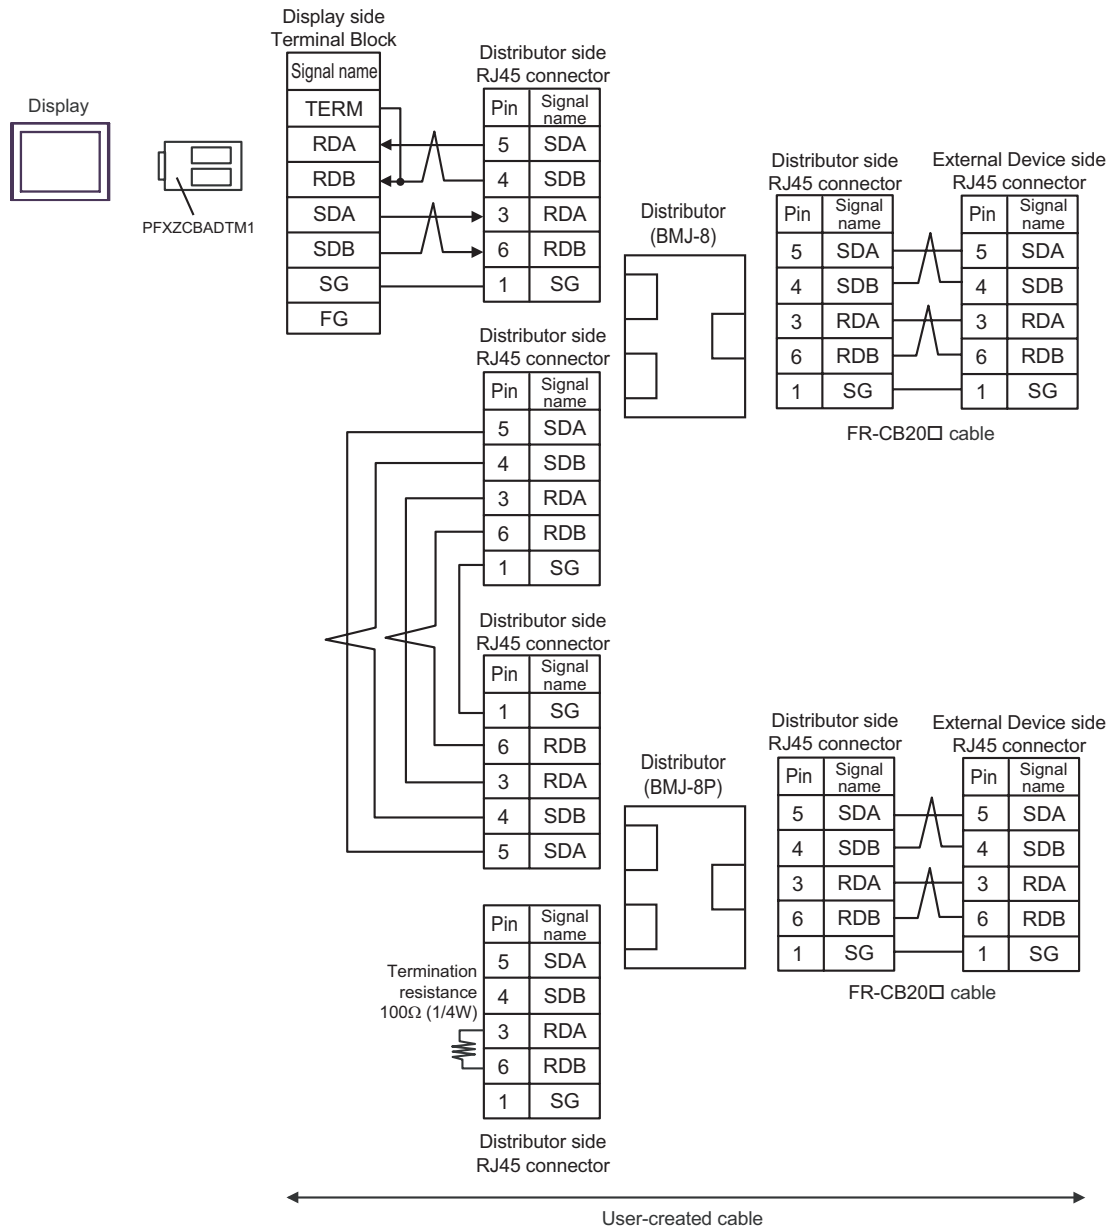 Display side
Terminal Block
Signal name
TERM
RDA
RDB
SDA
SDB
SG
FG
Display
PFXZCBADTM1
Distributor side
RJ45 connector
Pin Signal name
5 SDA
4 SDB
3 RDA
6 RDB
1 SG
Distributor
(BMJ-8)
Distributor side
RJ45 connector
Pin Signal name
5 SDA
4 SDB
3 RDA
6 RDB
1 SG
External Device side
RJ45 connector
Pin Signal name
5 SDA
4 SDB
3 RDA
6 RDB
1 SG
FR-CB20□ cable
Distributor side
RJ45 connector
Pin Signal name
5 SDA
4 SDB
3 RDA
6 RDB
1 SG
Distributor side
RJ45 connector
Pin Signal name
1 SG
6 RDB
3 RDA
4 SDB
5 SDA
Distributor
(BMJ-8P)
Distributor side
RJ45 connector
Pin Signal name
5 SDA
4 SDB
3 RDA
6 RDB
1 SG
External Device side
RJ45 connector
Pin Signal name
5 SDA
4 SDB
3 RDA
6 RDB
1 SG
FR-CB20□ cable
Termination
resistance
100Ω (1/4W)
Pin Signal name
5 SDA
4 SDB
3 RDA
6 RDB
1 SG
Distributor side
RJ45 connector
User-created cable